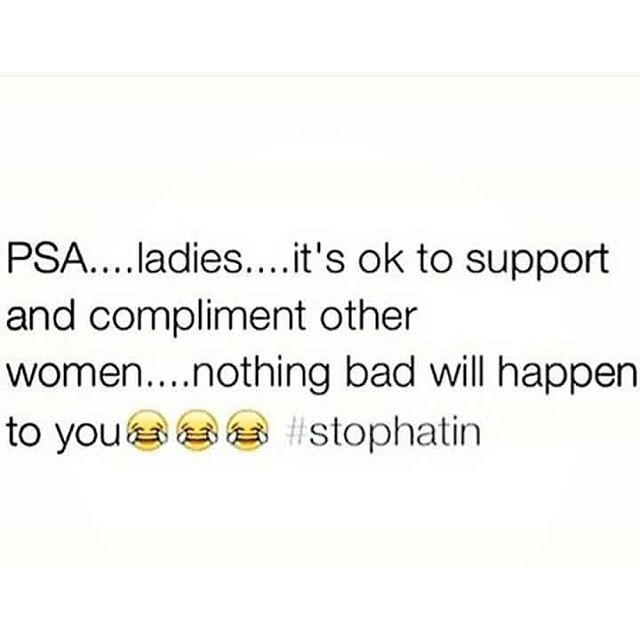 PSA....ladies....it's ok to support
and compliment other
women....nothing bad will happen
to you😂😂😂 #stophatin